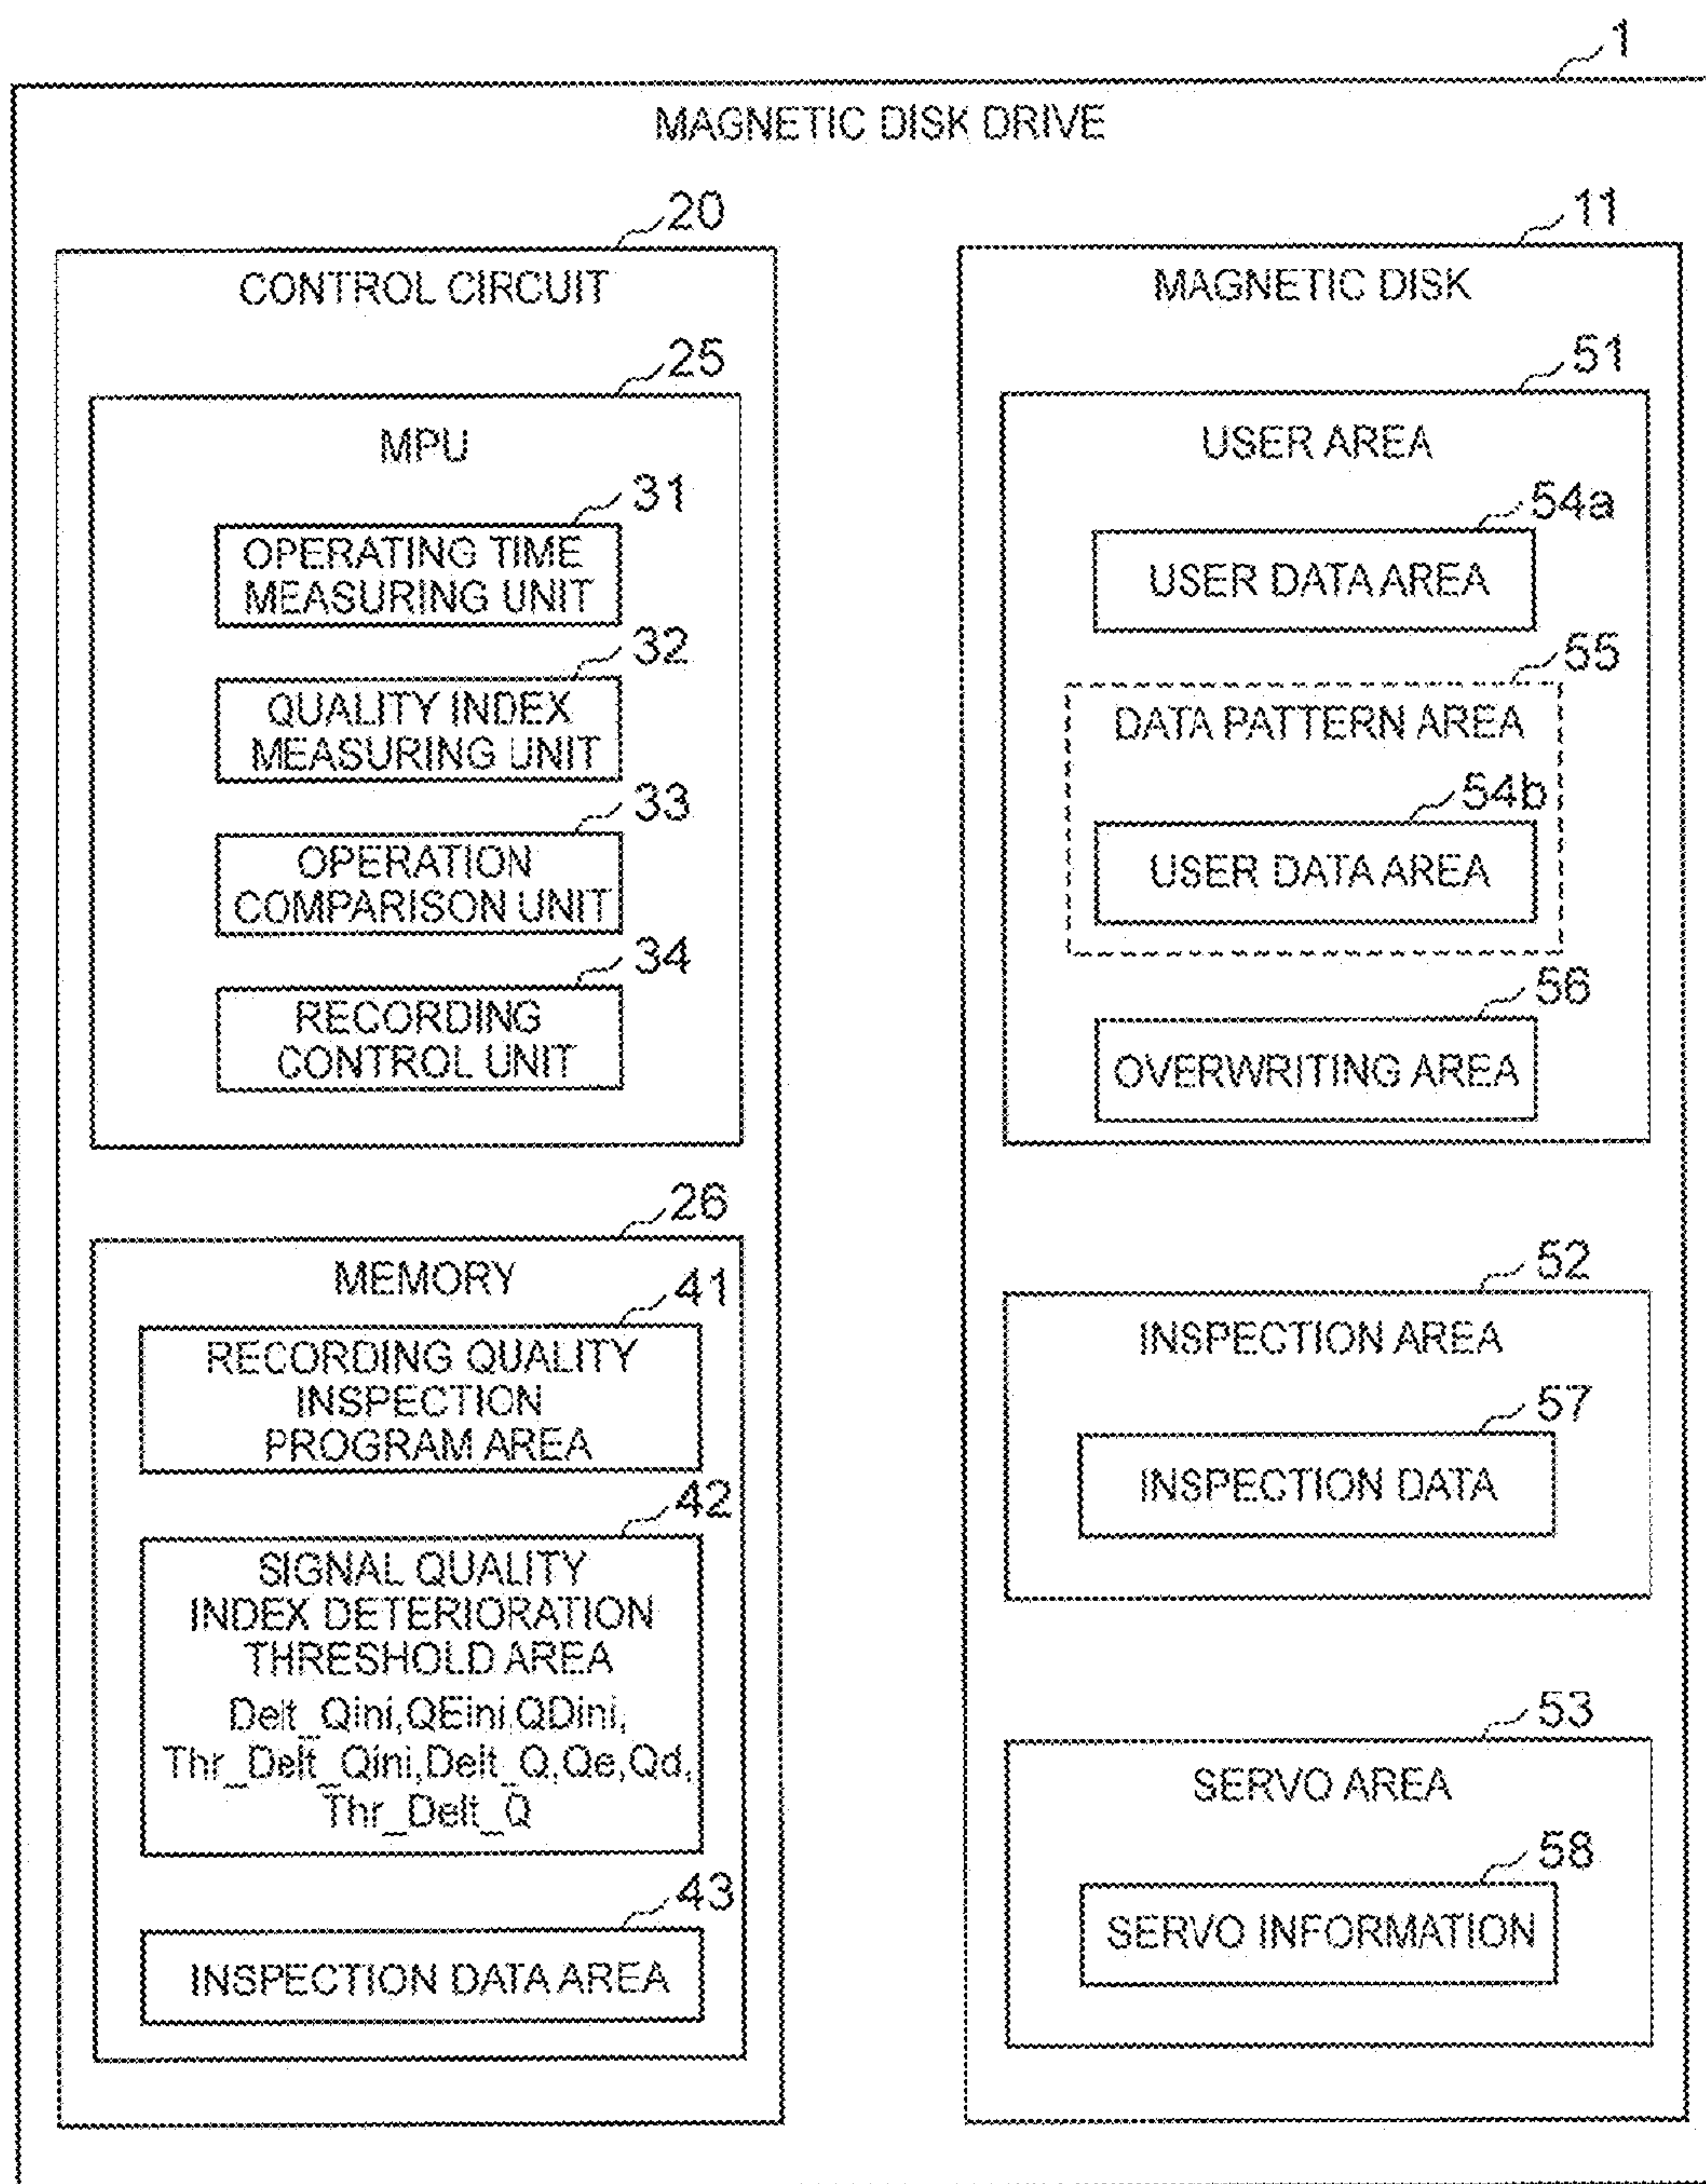 1
MAGNETIC DISK DRIVE
20
CONTROL CIRCUIT
25
MPU
31
OPERATING TIME
MEASURING UNIT
32
QUALITY INDEX
MEASURING UNIT
33
OPERATION
COMPARISON UNIT
34
RECORDING
CONTROL UNIT
26
MEMORY
41
RECORDING QUALITY
INSPECTION
PROGRAM AREA
42
SIGNAL QUALITY
INDEX DETERIORATION
THRESHOLD AREA
Delt_Qini,QEini,QDini,
Thr_Delt_Qini,Delt_Q,Qe,Qd,
Thr_Delt_Q
43
INSPECTION DATA AREA
11
MAGNETIC DISK
51
USER AREA
54a
USER DATA AREA
55
DATA PATTERN AREA
54b
USER DATA AREA
56
OVERWRITING AREA
52
INSPECTION AREA
57
INSPECTION DATA
53
SERVO AREA
58
SERVO INFORMATION